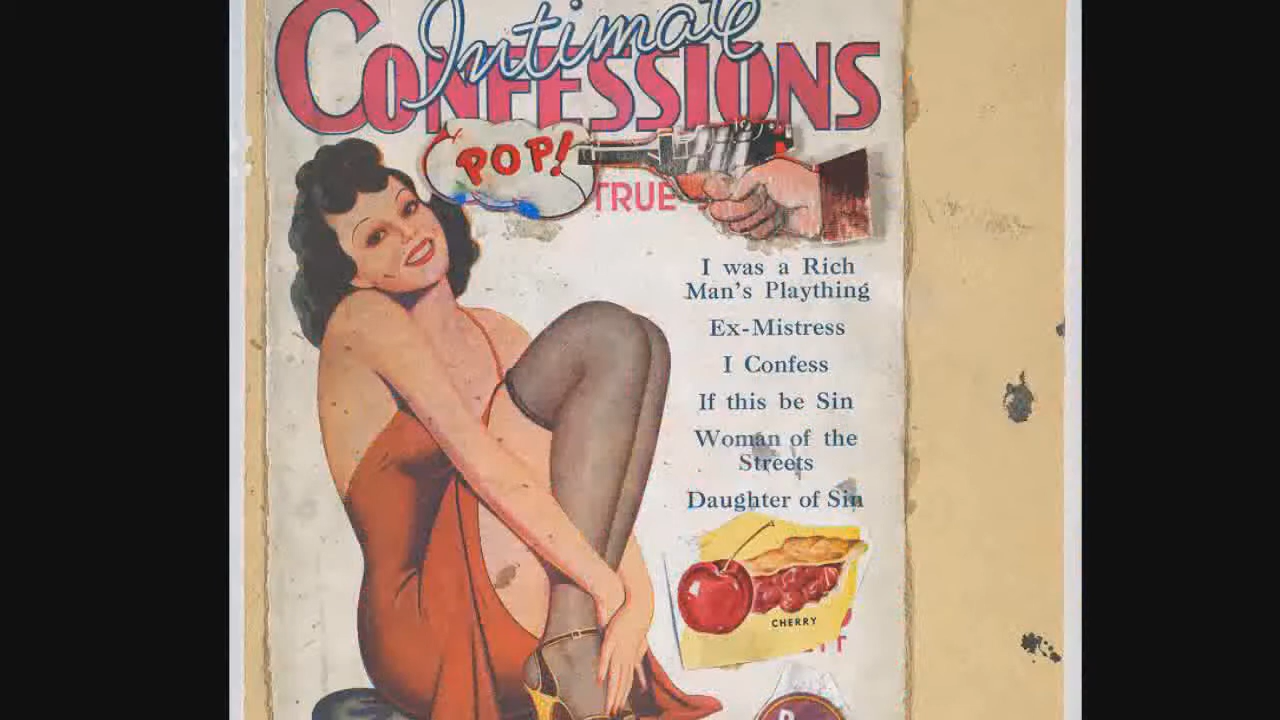 Intimate
CONFESSIONS
POP!
TRUE
I was a Rich
Man's Plaything
Ex-Mistress
I Confess
If this be Sin
Woman of the
Streets
Daughter of Sin
CHERRY